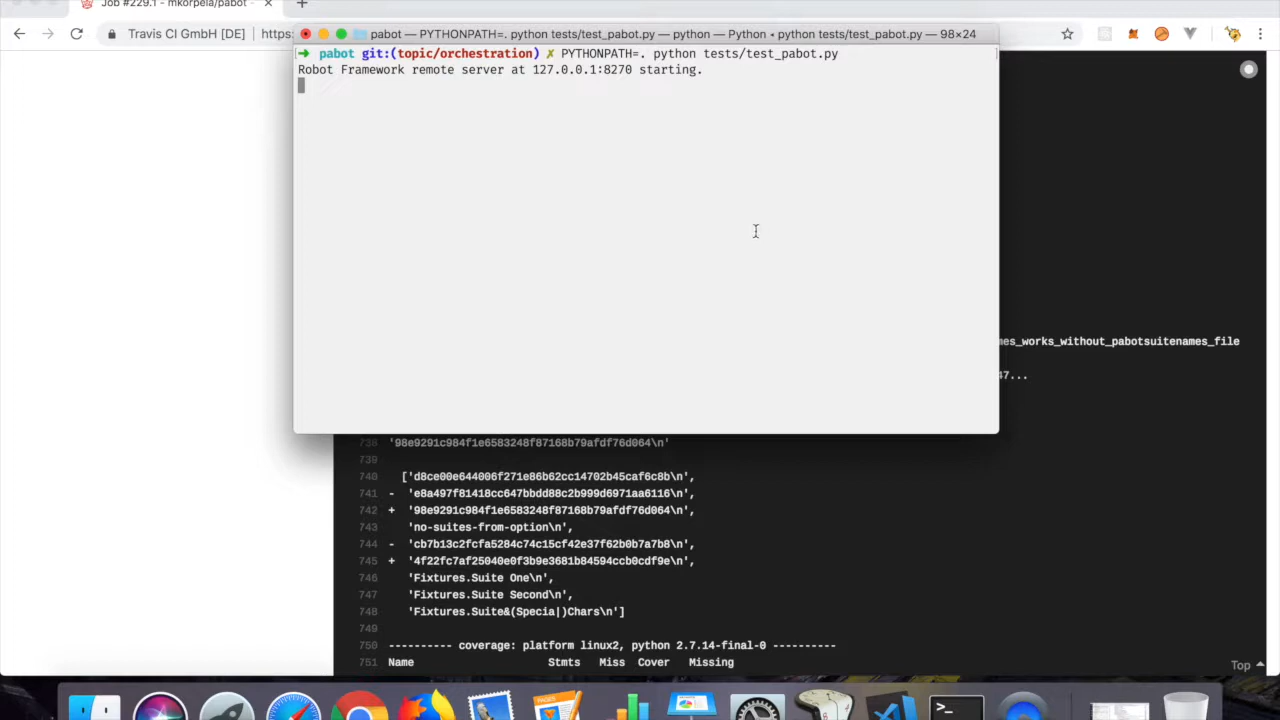 Job #229.1 - mkorpela/pabot -
Travis CI GmbH [DE] https:
pabot — PYTHONPATH=. python tests/test_pabot.py — python — Python • python tests/test_pabot.py — 98×24
➜ pabot git:(topic/orchestration) ✗ PYTHONPATH=. python tests/test_pabot.py
Robot Framework remote server at 127.0.0.1:8270 starting.
mes_works_without_pabotsuitenames_file
47...
738 '98e9291c984f1e6583248f87168b79afdf76d064\n'
739
740 ['d8ce00e644006f271e86b62cc14702b45caf6c8b\n',
741 - 'e8a497f81418cc647bbdd88c2b999d6971aa6116\n',
742 + '98e9291c984f1e6583248f87168b79afdf76d064\n',
743 'no-suites-from-option\n',
744 - 'cb7b13c2fcfa5284c74c15cf42e37f62b0b7a7b8\n',
745 + '4f22fc7af25040e0f3b9e3681b84594ccb0cdf9e\n',
746 'Fixtures.Suite One\n',
747 'Fixtures.Suite Second\n',
748 'Fixtures.Suite&(Specia|)Chars\n']
749
750 ---------- coverage: platform linux2, python 2.7.14-final-0 ----------
751 Name Stmts Miss Cover Missing
Top